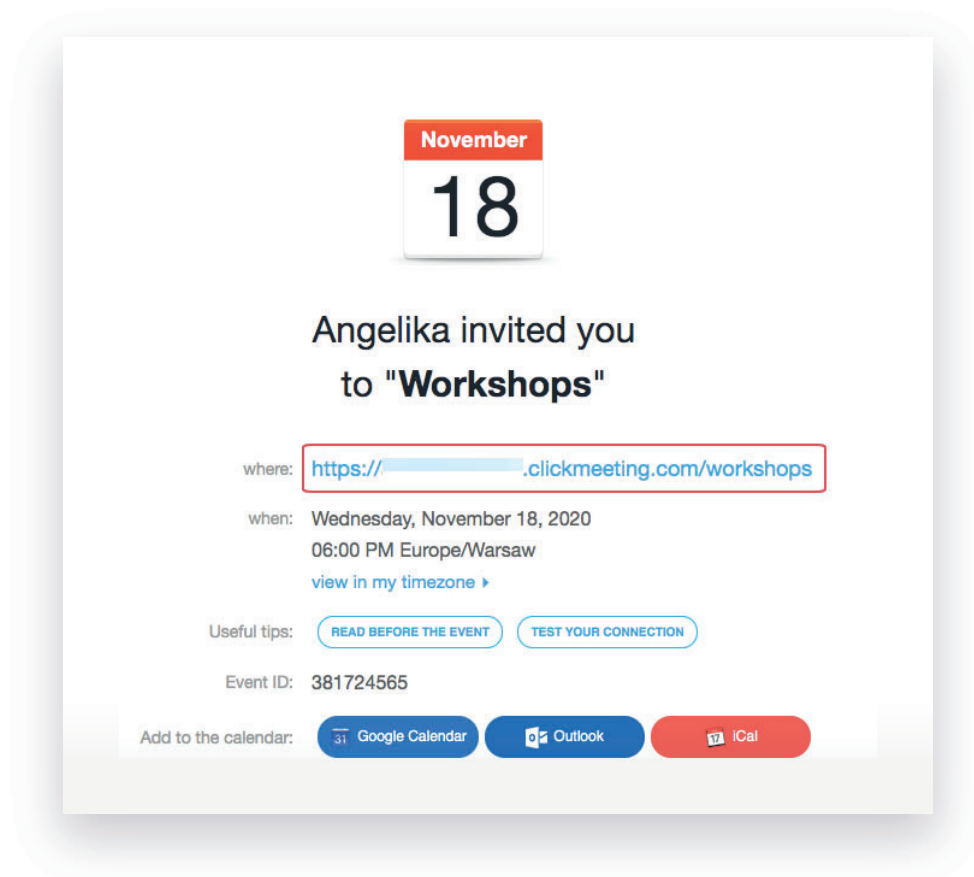 November
18
Angelika invited you
to "Workshops"
where: https:// .clickmeeting.com/workshops
when: Wednesday, November 18, 2020
06:00 PM Europe/Warsaw
view in my timezone
Useful tips: READ BEFORE THE EVENT TEST YOUR CONNECTION
Event ID: 381724565
Add to the calendar: 31 Google Calendar Outlook 17 iCal